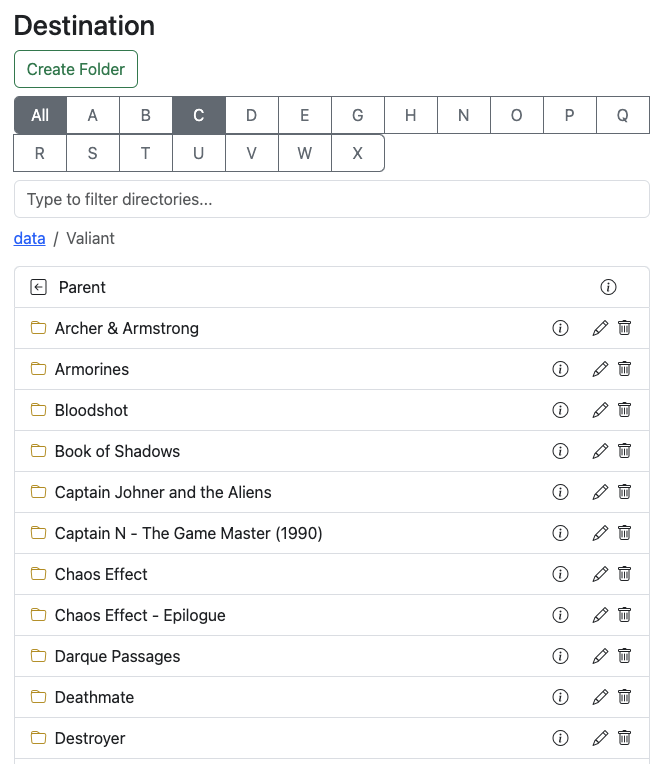 Destination
Create Folder
All A B C D E G H N O P Q
R S T U V W X
Type to filter directories...
data / Valiant
Parent
Archer & Armstrong
Armorines
Bloodshot
Book of Shadows
Captain Johner and the Aliens
Captain N - The Game Master (1990)
Chaos Effect
Chaos Effect - Epilogue
Darque Passages
Deathmate
Destroyer